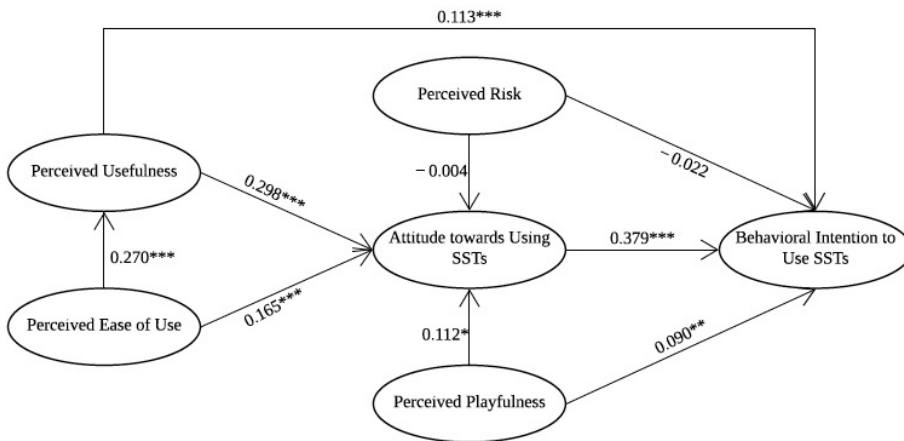 0.113***
Perceived Risk
Perceived Usefulness
0.298***
− 0.004
− 0.022
Attitude towards Using
SSTs
0.379***
Behavioral Intention to
Use SSTs
0.270***
0.165***
Perceived Ease of Use
0.112*
0.090**
Perceived Playfulness